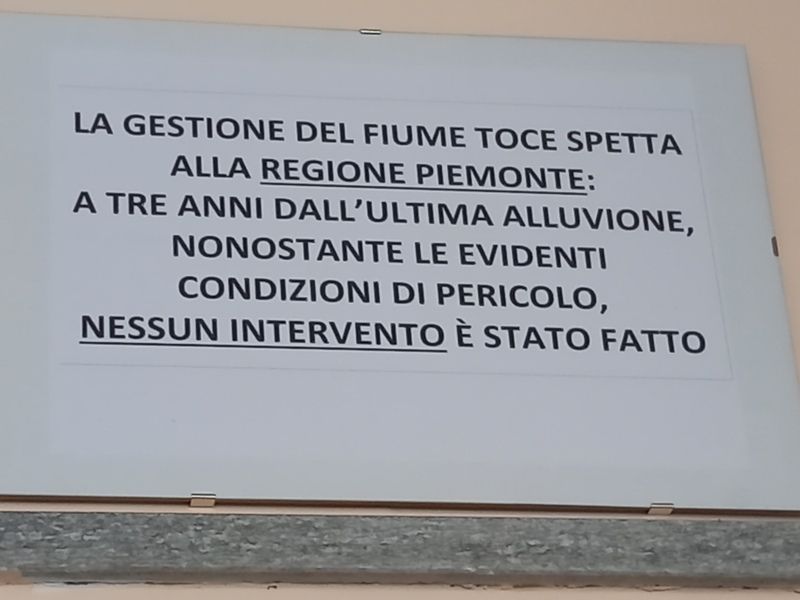 LA GESTIONE DEL FIUME TOCE SPETTA
ALLA REGIONE PIEMONTE:
A TRE ANNI DALL'ULTIMA ALLUVIONE,
NONOSTANTE LE EVIDENTI
CONDIZIONI DI PERICOLO,
NESSUN INTERVENTO È STATO FATTO